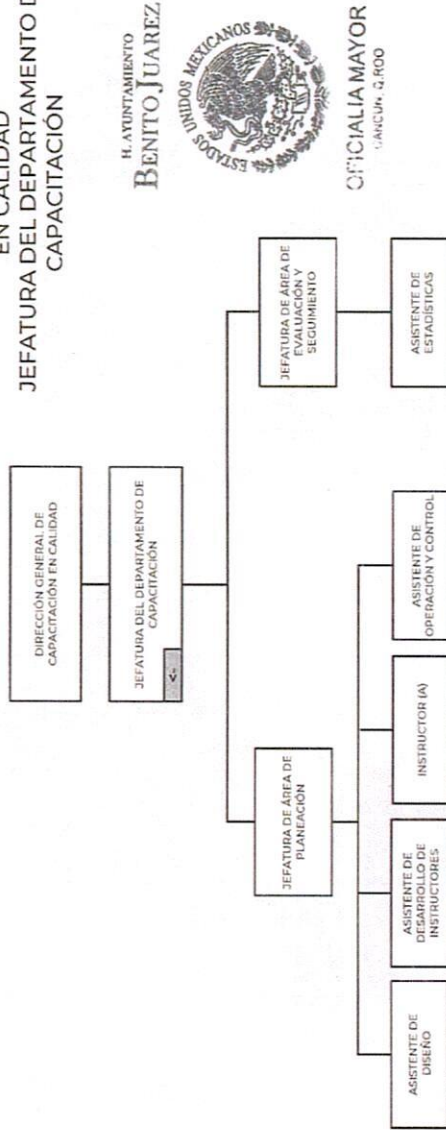 EN CALIDAD
JEFATURA DEL DEPARTAMENTO DE
CAPACITACIÓN
H. AYUNTAMIENTO
BENITO JUAREZ
ESTADOS UNIDOS MEXICANOS
OFICIALIA MAYOR
CANCUN, Q.ROO
DIRECCIÓN GENERAL DE
CAPACITACIÓN EN CALIDAD
JEFATURA DEL DEPARTAMENTO DE
CAPACITACIÓN
<-
JEFATURA DE ÁREA DE
PLANEACIÓN
JEFATURA DE ÁREA DE
EVALUACIÓN Y
SEGUIMIENTO
ASISTENTE DE
DISEÑO
ASISTENTE DE
DESARROLLO DE
INSTRUCTORES
INSTRUCTOR (A)
ASISTENTE DE
OPERACIÓN Y CONTROL
ASISTENTE DE
ESTADÍSTICAS